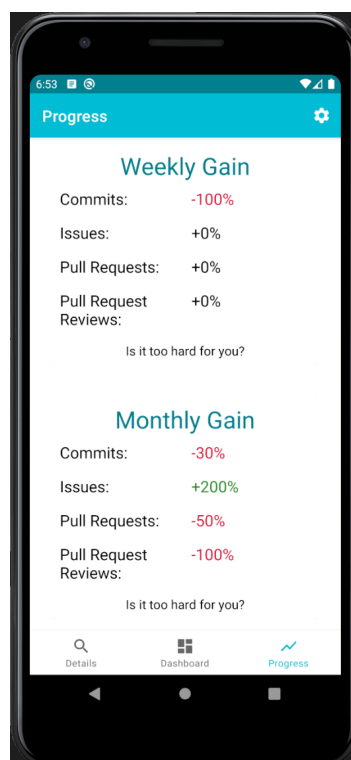 6:53
Progress
Weekly Gain
Commits: -100%
Issues: +0%
Pull Requests: +0%
Pull Request +0%
Reviews:
Is it too hard for you?
Monthly Gain
Commits: -30%
Issues: +200%
Pull Requests: -50%
Pull Request -100%
Reviews:
Is it too hard for you?
Details Dashboard Progress